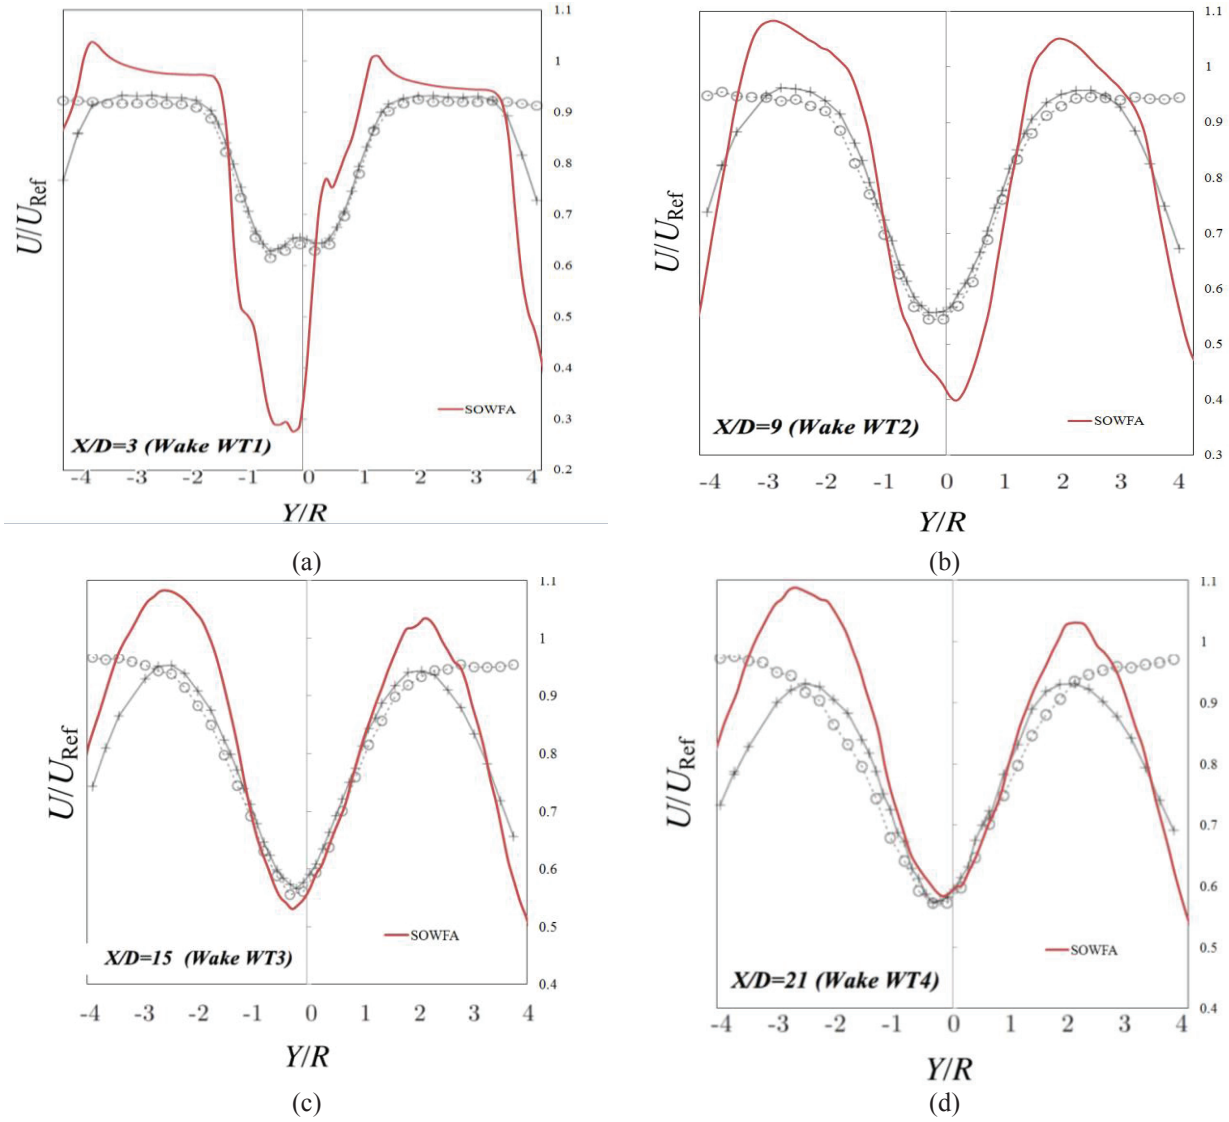 1.1
1
0.9
0.8
0.7
0.6
0.5
0.4
0.3
0.2
U/U_Ref
SOWFA
X/D=3 (Wake WT1)
-4 -3 -2 -1 0 1 2 3 4
Y/R
(a)
1.1
1
0.9
0.8
0.7
0.6
0.5
0.4
0.3
U/U_Ref
SOWFA
X/D=9 (Wake WT2)
-4 -3 -2 -1 0 1 2 3 4
Y/R
(b)
1.1
1
0.9
0.8
0.7
0.6
0.5
0.4
U/U_Ref
SOWFA
X/D=15 (Wake WT3)
-4 -3 -2 -1 0 1 2 3 4
Y/R
(c)
1.1
1
0.9
0.8
0.7
0.6
0.5
0.4
U/U_Ref
SOWFA
X/D=21 (Wake WT4)
-4 -3 -2 -1 0 1 2 3 4
Y/R
(d)